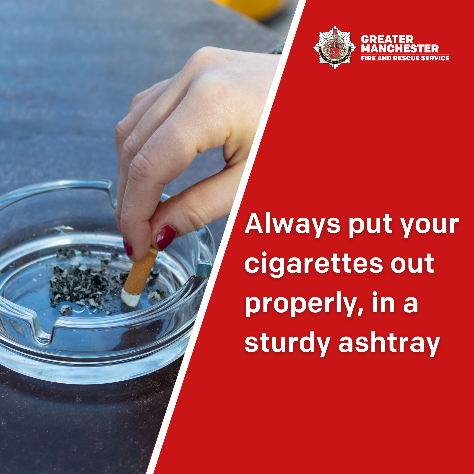 GREATER
MANCHESTER
FIRE AND RESCUE SERVICE
Always put your
cigarettes out
properly, in a
sturdy ashtray